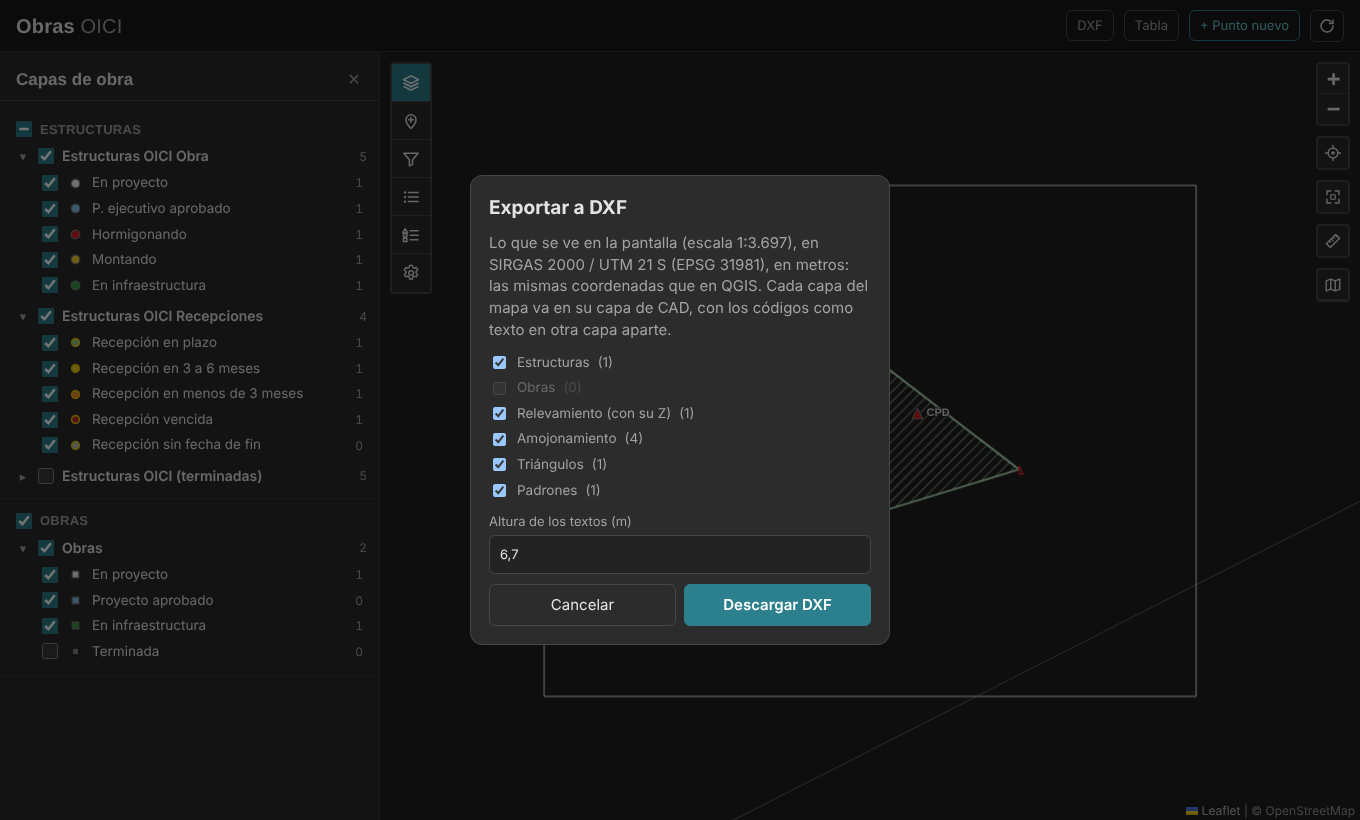 Obras OICI
DXF
Tabla
+ Punto nuevo
Capas de obra
ESTRUCTURAS
Estructuras OICI Obra 5
En proyecto 1
P. ejecutivo aprobado 1
Hormigonando 1
Montando 1
En infraestructura 1
Estructuras OICI Recepciones 4
Recepción en plazo 1
Recepción en 3 a 6 meses 1
Recepción en menos de 3 meses 1
Recepción vencida 1
Recepción sin fecha de fin 0
Estructuras OICI (terminadas) 5
OBRAS
Obras 2
En proyecto 1
Proyecto aprobado 0
En infraestructura 1
Terminada 0
Exportar a DXF
Lo que se ve en la pantalla (escala 1:3.697), en
SIRGAS 2000 / UTM 21 S (EPSG 31981), en metros:
las mismas coordenadas que en QGIS. Cada capa del
mapa va en su capa de CAD, con los códigos como
texto en otra capa aparte.
Estructuras (1)
Obras (0)
Relevamiento (con su Z) (1)
Amojonamiento (4)
Triángulos (1)
Padrones (1)
Altura de los textos (m)
6,7
Cancelar
Descargar DXF
CPD
Leaflet | © OpenStreetMap